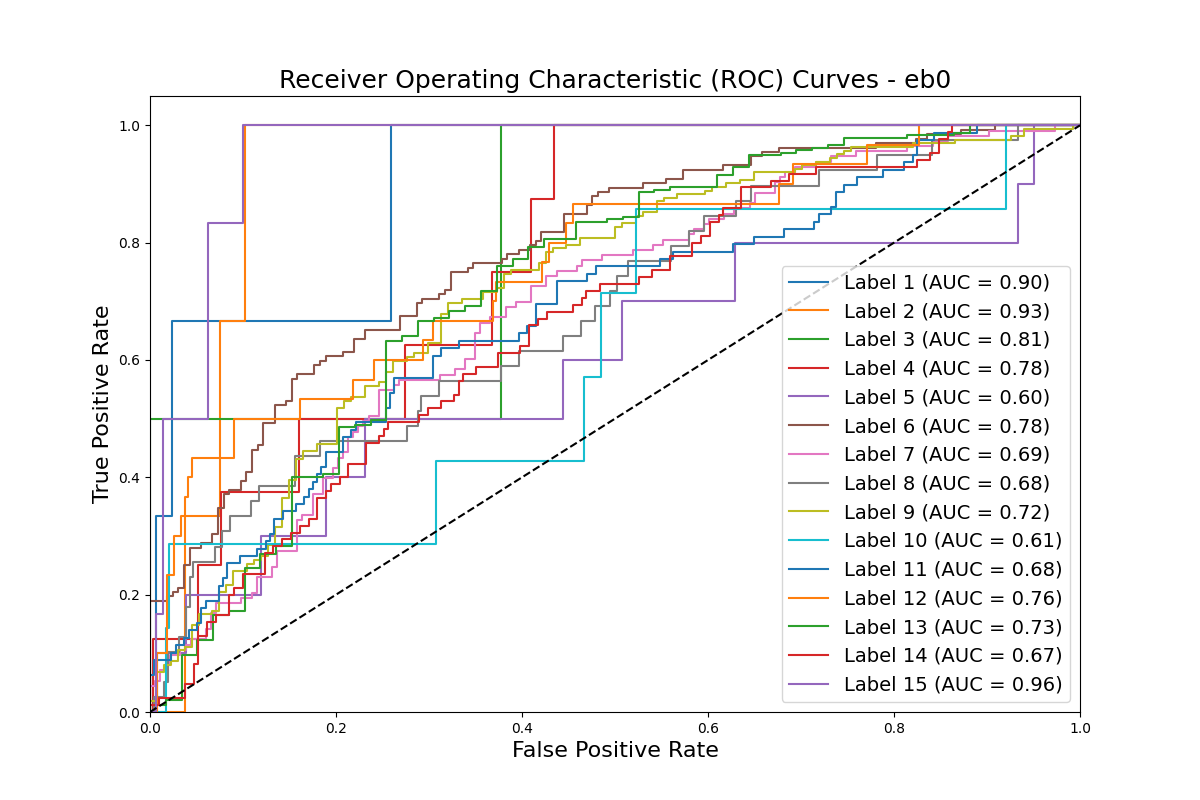 Receiver Operating Characteristic (ROC) Curves - eb0
True Positive Rate
1.0
0.8
0.6
0.4
0.2
0.0
Label 1 (AUC = 0.90)
Label 2 (AUC = 0.93)
Label 3 (AUC = 0.81)
Label 4 (AUC = 0.78)
Label 5 (AUC = 0.60)
Label 6 (AUC = 0.78)
Label 7 (AUC = 0.69)
Label 8 (AUC = 0.68)
Label 9 (AUC = 0.72)
Label 10 (AUC = 0.61)
Label 11 (AUC = 0.68)
Label 12 (AUC = 0.76)
Label 13 (AUC = 0.73)
Label 14 (AUC = 0.67)
Label 15 (AUC = 0.96)
0.0 0.2 0.4 0.6 0.8 1.0
False Positive Rate